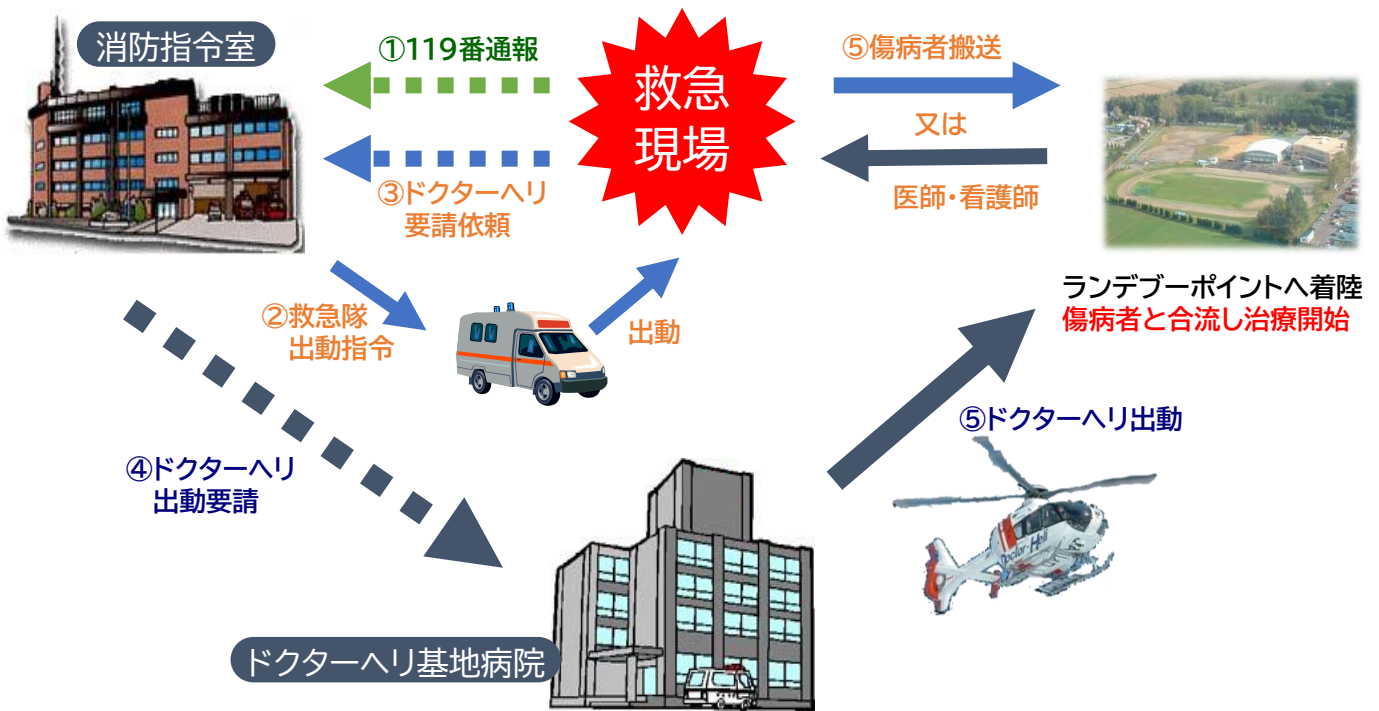 消防指令室
①119番通報
救急
現場
⑤傷病者搬送
又は
医師・看護師
③ドクターヘリ
要請依頼
②救急隊
出動指令
出動
ランデブーポイントへ着陸
傷病者と合流し治療開始
④ドクターヘリ
出動要請
⑤ドクターヘリ出動
Doctor-Heli
ドクターヘリ基地病院